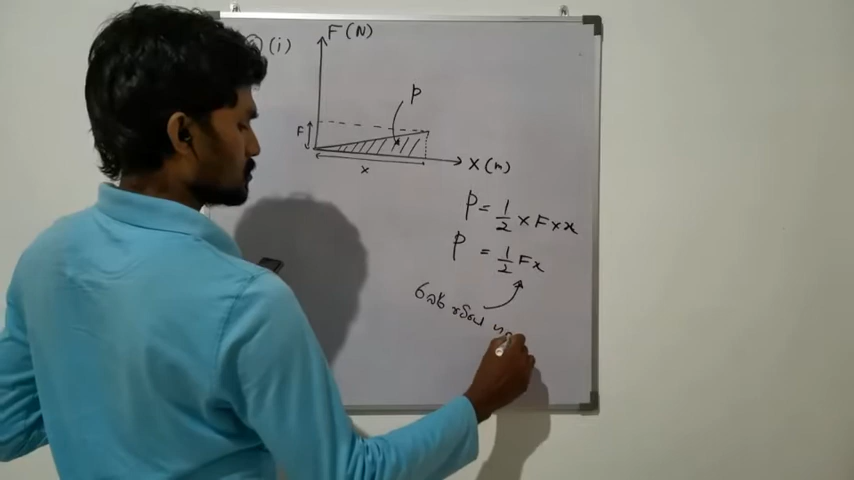 (i)
F(N)
P
F
x
X(m)
P = 1/2 × F × x
P = 1/2 Fx